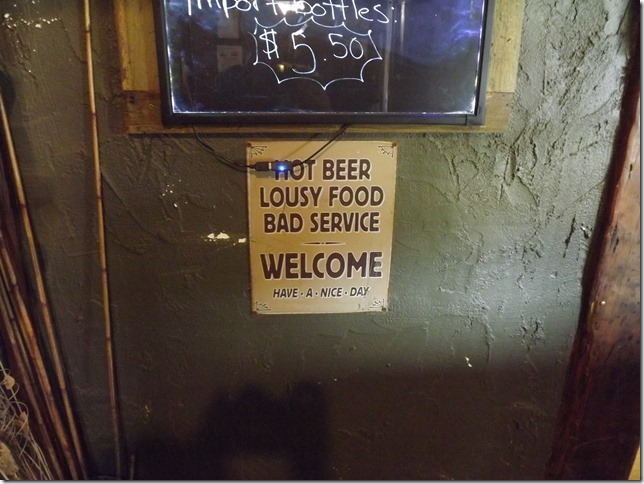 Import bottles
$5.50
HOT BEER
LOUSY FOOD
BAD SERVICE
WELCOME
HAVE · A · NICE · DAY